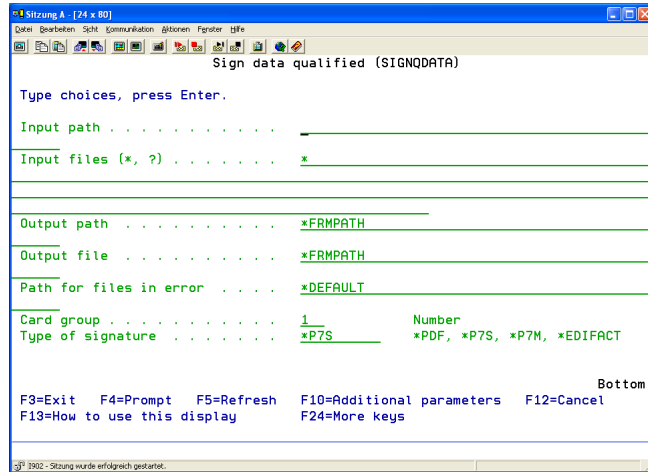 Sitzung A - [24 x 80]
Datei Bearbeiten Sicht Kommunikation Aktionen Fenster Hilfe
Sign data qualified (SIGNQDATA)
Type choices, press Enter.
Input path . . . . . . . . . . . _
Input files (*, ?) . . . . . . . *
Output path . . . . . . . . . . *FRMPATH
Output file . . . . . . . . . . *FRMPATH
Path for files in error . . . . *DEFAULT
Card group . . . . . . . . . . . 1 Number
Type of signature . . . . . . . *P7S *PDF, *P7S, *P7M, *EDIFACT
Bottom
F3=Exit F4=Prompt F5=Refresh F10=Additional parameters F12=Cancel
F13=How to use this display F24=More keys
I902 - Sitzung wurde erfolgreich gestartet.